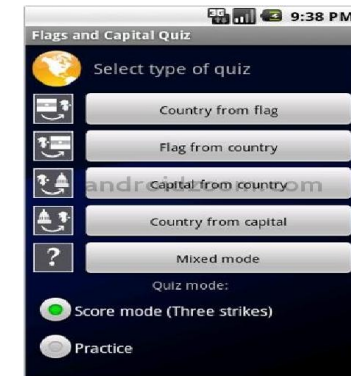 3G 9:38 PM
Flags and Capital Quiz
Select type of quiz
Country from flag
Flag from country
Capital from country
androidzoom.com
Country from capital
? Mixed mode
Quiz mode:
Score mode (Three strikes)
Practice